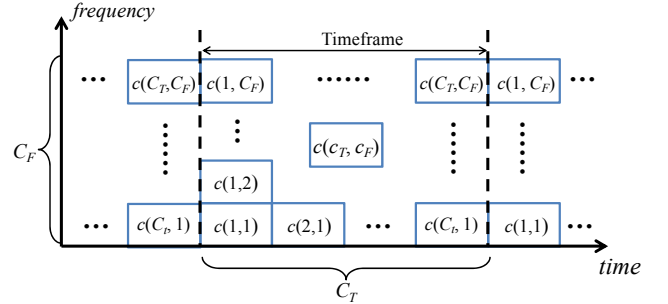 frequency
Timeframe
... c(C_T, C_F) c(1, C_F) ...... c(C_T, C_F) c(1, C_F) ...
C_F
c(c_T, c_F)
c(1,2)
... c(C_t, 1) c(1,1) c(2,1) ... c(C_t, 1) c(1,1) ...
time
C_T